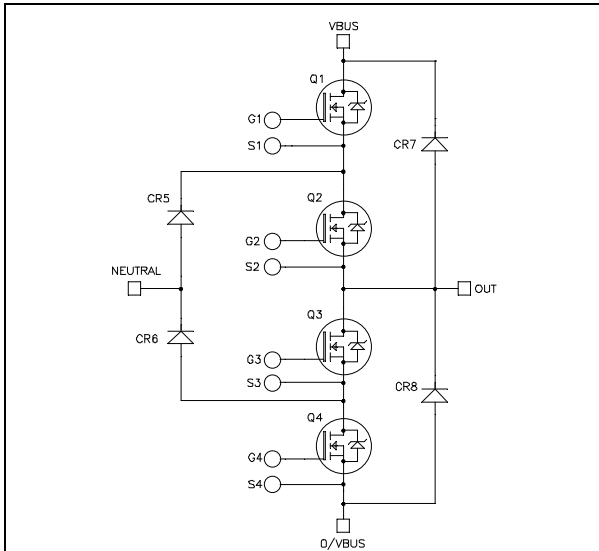 VBUS
Q1
G1
CR7
S1
CR5
Q2
G2
S2
NEUTRAL
OUT
Q3
CR6
G3
S3
CR8
Q4
G4
S4
0/VBUS